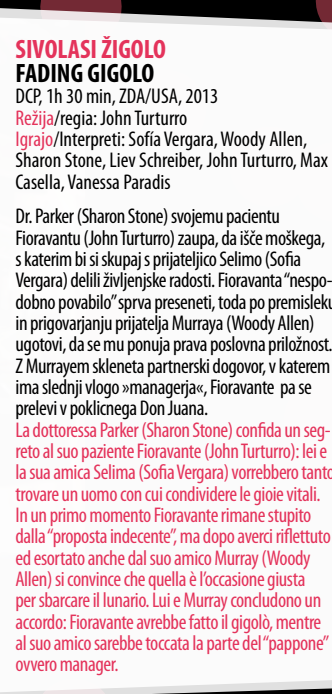 SIVOLASI ŽIGOLO
FADING GIGOLO
DCP, 1h 30 min, ZDA/USA, 2013
Režija/regia: John Turturro
Igrajo/Interpreti: Sofía Vergara, Woody Allen,
Sharon Stone, Liev Schreiber, John Turturro, Max
Casella, Vanessa Paradis
Dr. Parker (Sharon Stone) svojemu pacientu
Fioravantu (John Turturro) zaupa, da išče moškega,
s katerim bi si skupaj s prijateljico Selimo (Sofia
Vergara) delili življenjske radosti. Fioravanta “nespo-
dobno povabilo” sprva preseneti, toda po premisleku
in prigovarjanju prijatelja Murraya (Woody Allen)
ugotovi, da se mu ponuja prava poslovna priložnost.
Z Murrayem skleneta partnerski dogovor, v katerem
ima slednji vlogo »managerja«, Fioravante pa se
prelevi v poklicnega Don Juana.
La dottoressa Parker (Sharon Stone) confida un seg-
reto al suo paziente Fioravante (John Turturro): lei e
la sua amica Selima (Sofia Vergara) vorrebbero tanto
trovare un uomo con cui condividere le gioie vitali.
In un primo momento Fioravante rimane stupito
dalla “proposta indecente”, ma dopo averci riflettuto
ed esortato anche dal suo amico Murray (Woody
Allen) si convince che quella è l’occasione giusta
per sbarcare il lunario. Lui e Murray concludono un
accordo: Fioravante avrebbe fatto il gigolò, mentre
al suo amico sarebbe toccata la parte del “pappone”
ovvero manager.